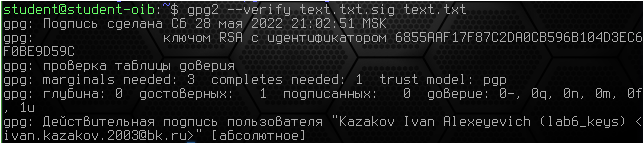 student@student-oib:~$ gpg2 --verify text.txt.sig text.txt
gpg: Подпись сделана Сб 28 мая 2022 21:02:51 MSK
gpg:                ключом RSA с идентификатором 6855AAF17F87C2DA0CB596B104D3EC6
F0BE9D59C
gpg: проверка таблицы доверия
gpg: marginals needed: 3  completes needed: 1  trust model: pgp
gpg: глубина: 0  достоверных:   1  подписанных:   0  доверие: 0-, 0q, 0n, 0m, 0f
, 1u
gpg: Действительная подпись пользователя "Kazakov Ivan Alexeyevich (lab6_keys) <
ivan.kazakov.2003@bk.ru>" [абсолютное]